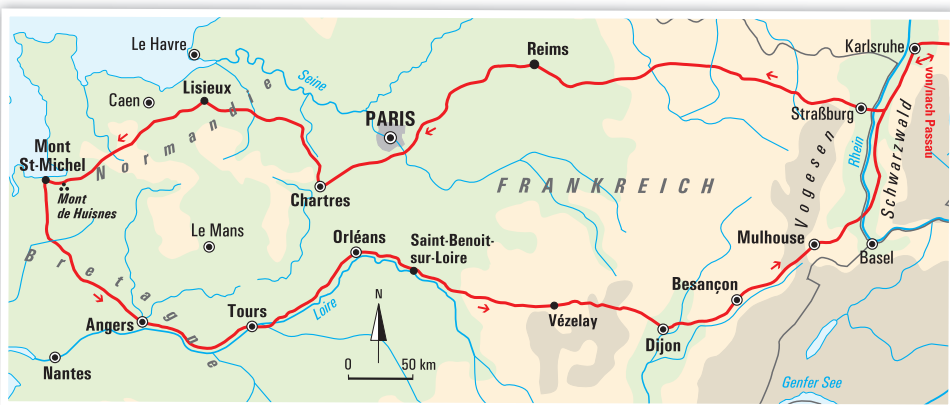 Le Havre
Caen
Lisieux
Seine
Normandie
PARIS
Reims
Karlsruhe
von/nach Passau
Straßburg
Rhein
Vogesen
Schwarzwald
Mont
St-Michel
Mont
de Huisnes
Chartres
FRANKREICH
Le Mans
Orléans
Saint-Benoit-
sur-Loire
Mulhouse
Basel
Bretagne
Angers
Tours
Loire
N
Vézelay
Besançon
Dijon
Nantes
0 50 km
Genfer See